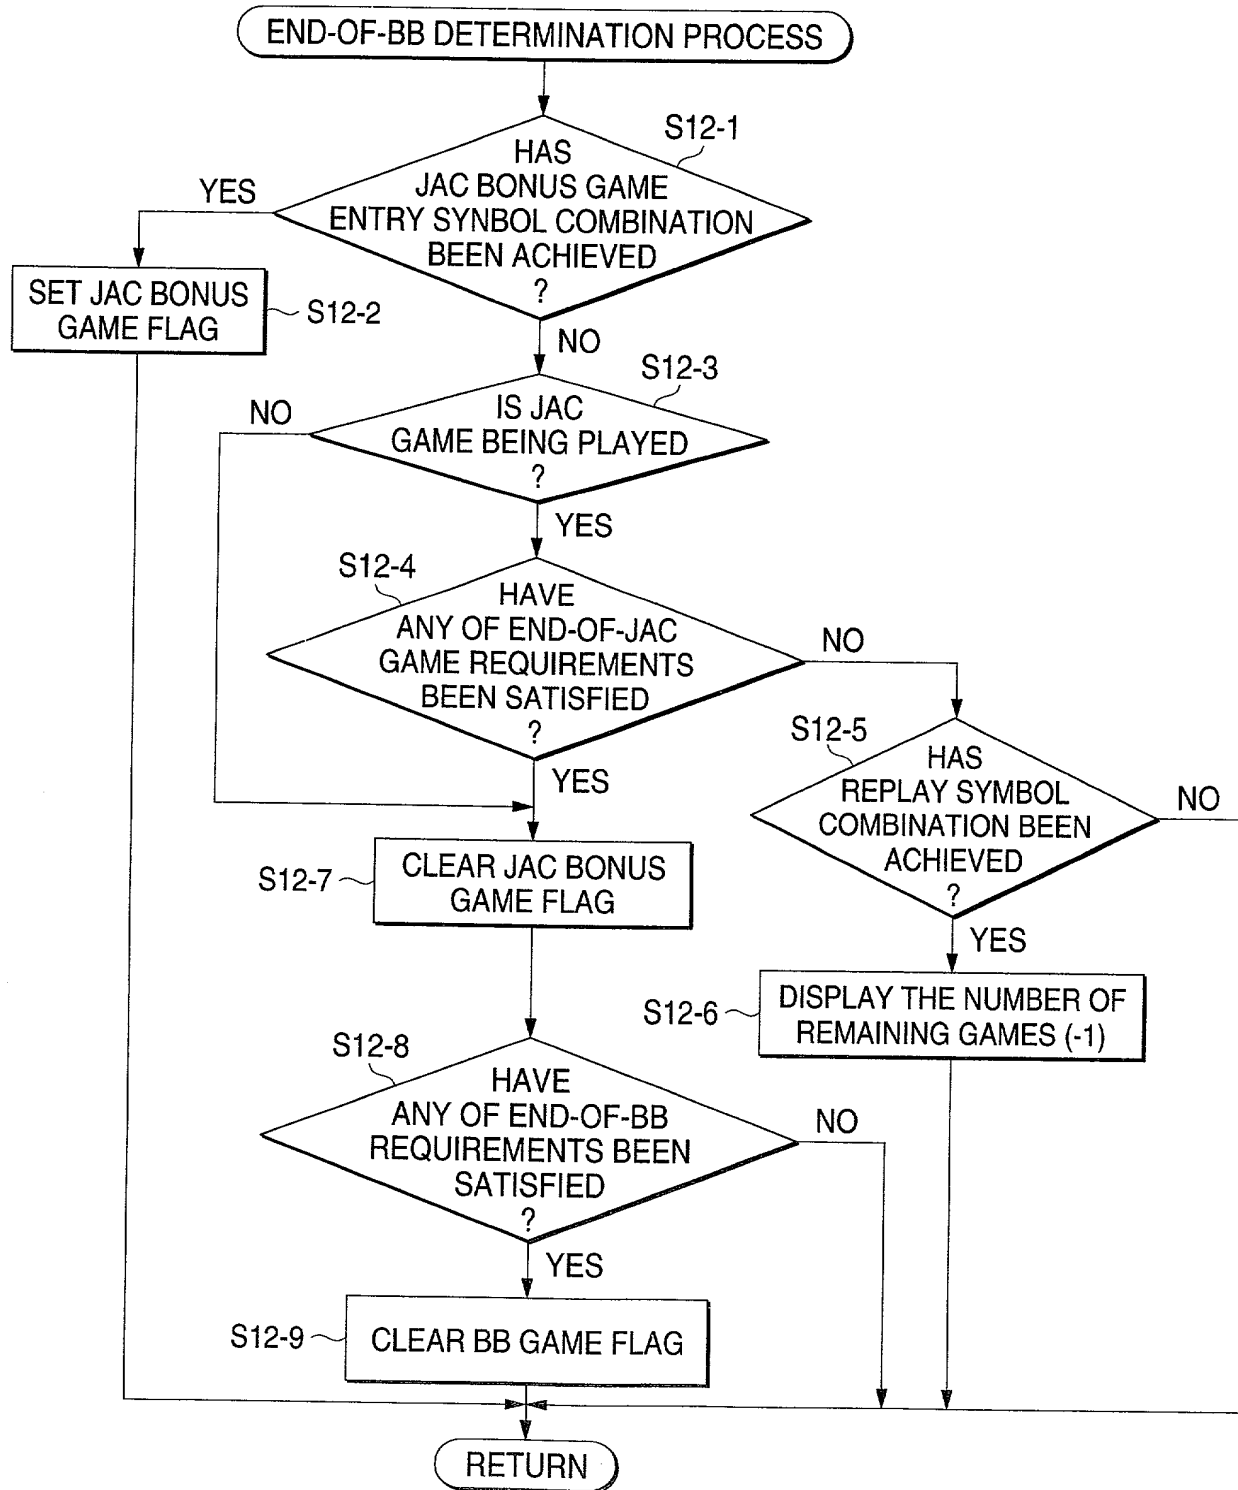 END-OF-BB DETERMINATION PROCESS
S12-1
HAS
JAC BONUS GAME
ENTRY SYNBOL COMBINATION
BEEN ACHIEVED
?
YES
SET JAC BONUS
GAME FLAG
S12-2
NO
S12-3
IS JAC
GAME BEING PLAYED
?
NO
YES
S12-4
HAVE
ANY OF END-OF-JAC
GAME REQUIREMENTS
BEEN SATISFIED
?
NO
YES
S12-5
HAS
REPLAY SYMBOL
COMBINATION BEEN
ACHIEVED
?
NO
YES
S12-7
CLEAR JAC BONUS
GAME FLAG
S12-6
DISPLAY THE NUMBER OF
REMAINING GAMES (-1)
S12-8
HAVE
ANY OF END-OF-BB
REQUIREMENTS BEEN
SATISFIED
?
NO
YES
S12-9
CLEAR BB GAME FLAG
RETURN